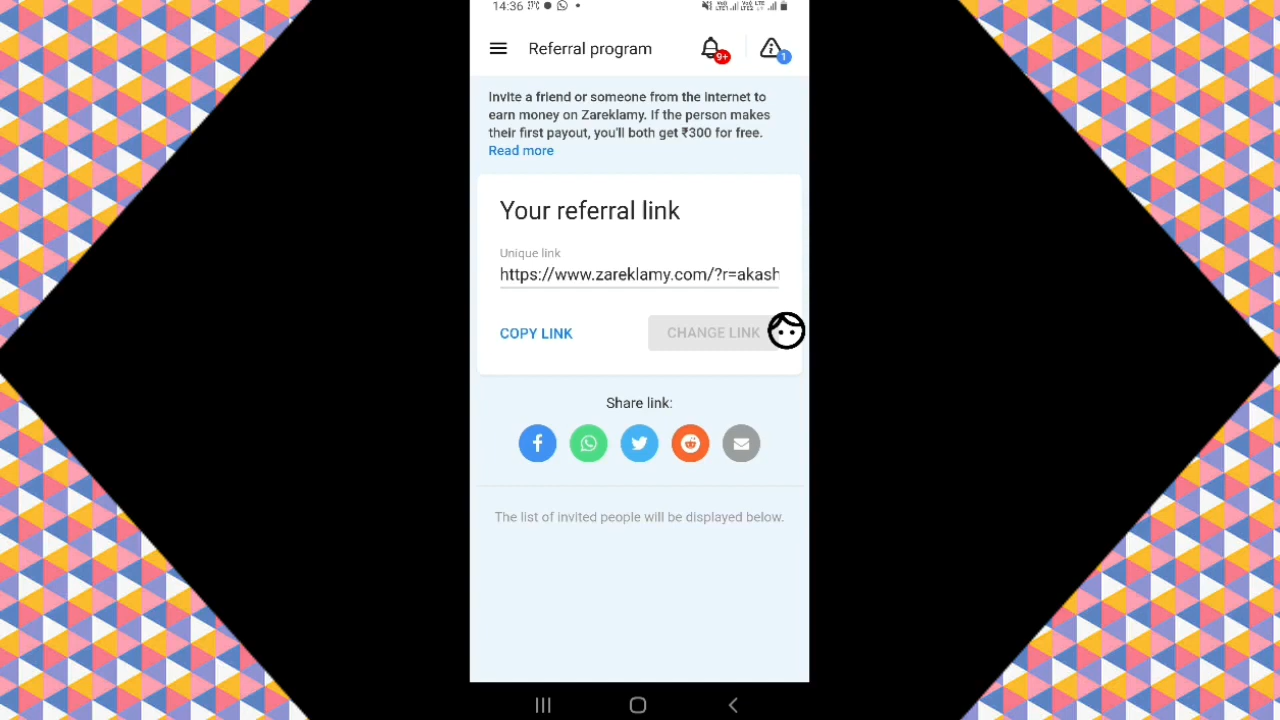 14:36
Referral program
9+
1
Invite a friend or someone from the internet to
earn money on Zareklamy. If the person makes
their first payout, you'll both get ₹300 for free.
Read more
Your referral link
Unique link
https://www.zareklamy.com/?r=akash
COPY LINK
CHANGE LINK
Share link:
The list of invited people will be displayed below.